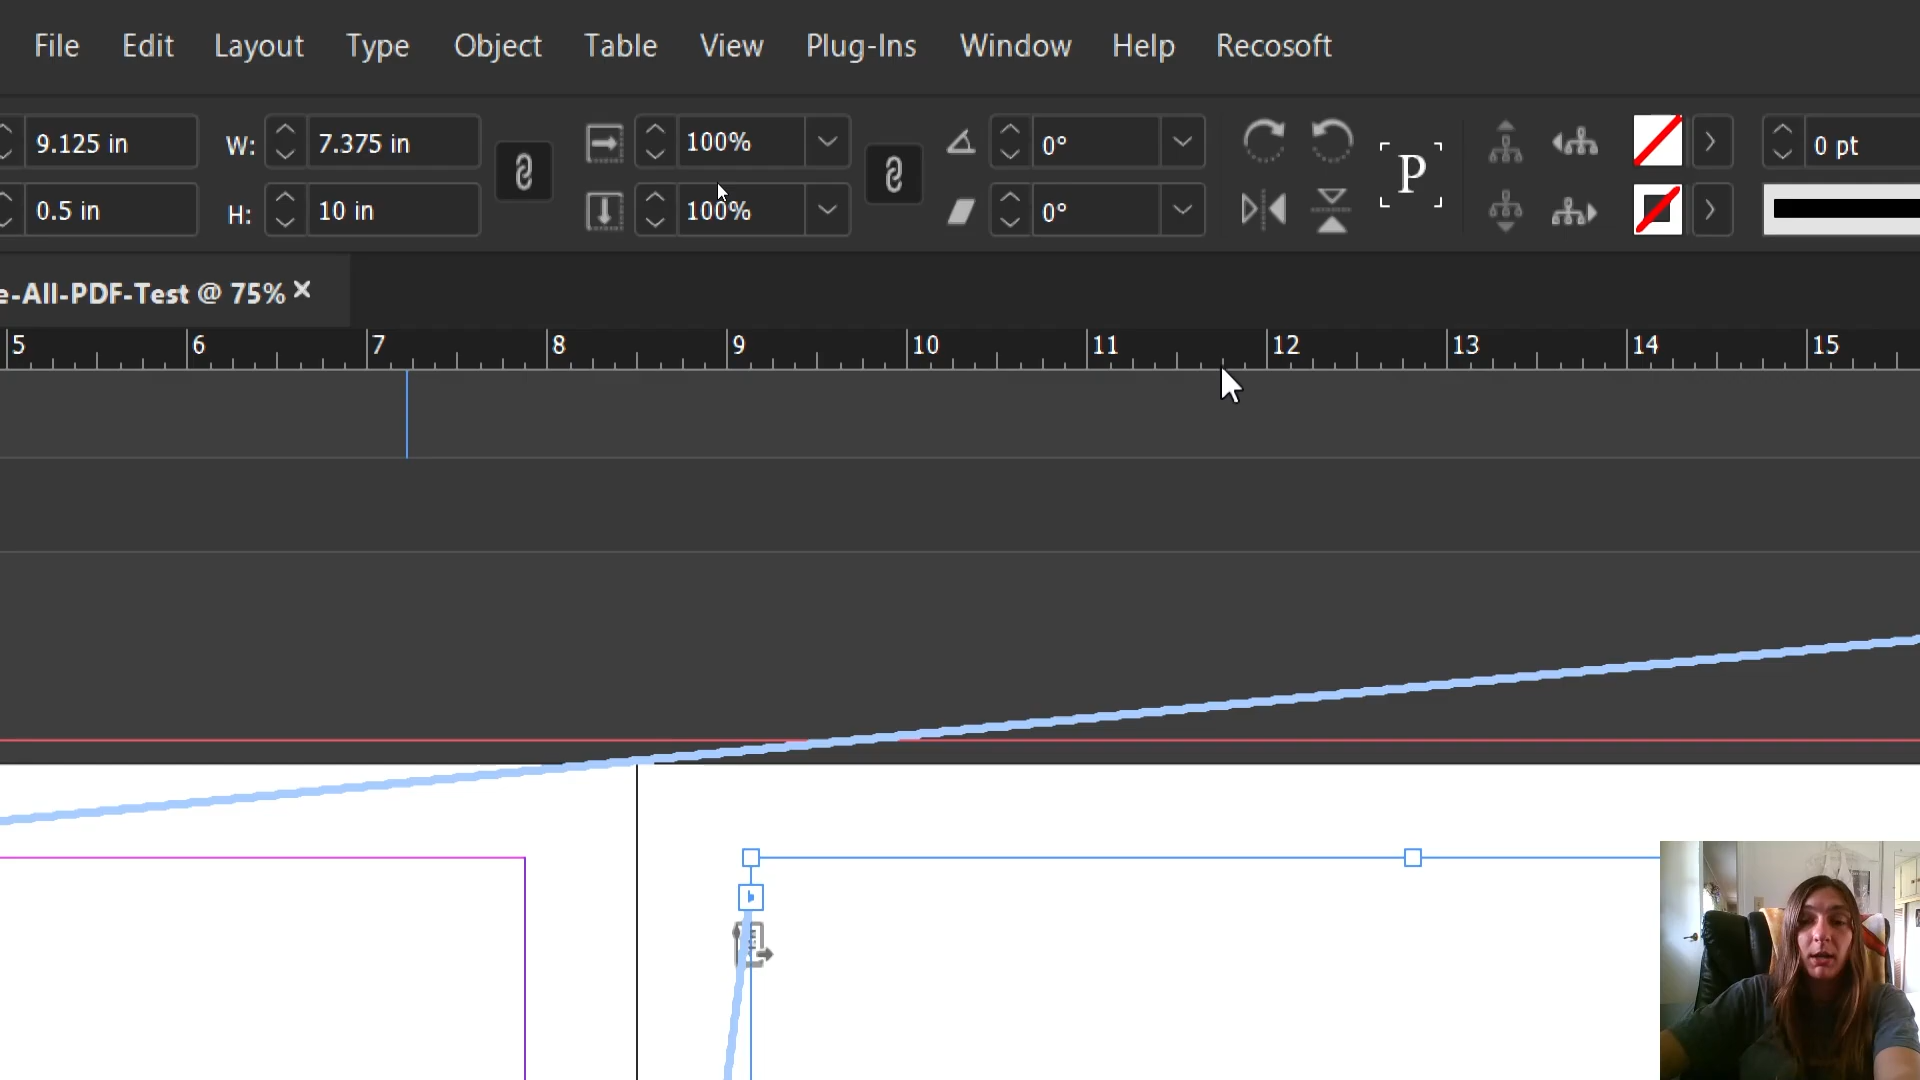 File Edit Layout Type Object Table View Plug-Ins Window Help Recosoft
9.125 in W: 7.375 in 100% 0° P 0 pt
0.5 in H: 10 in 100% 0°
e-All-PDF-Test @ 75% ×
5 6 7 8 9 10 11 12 13 14 15